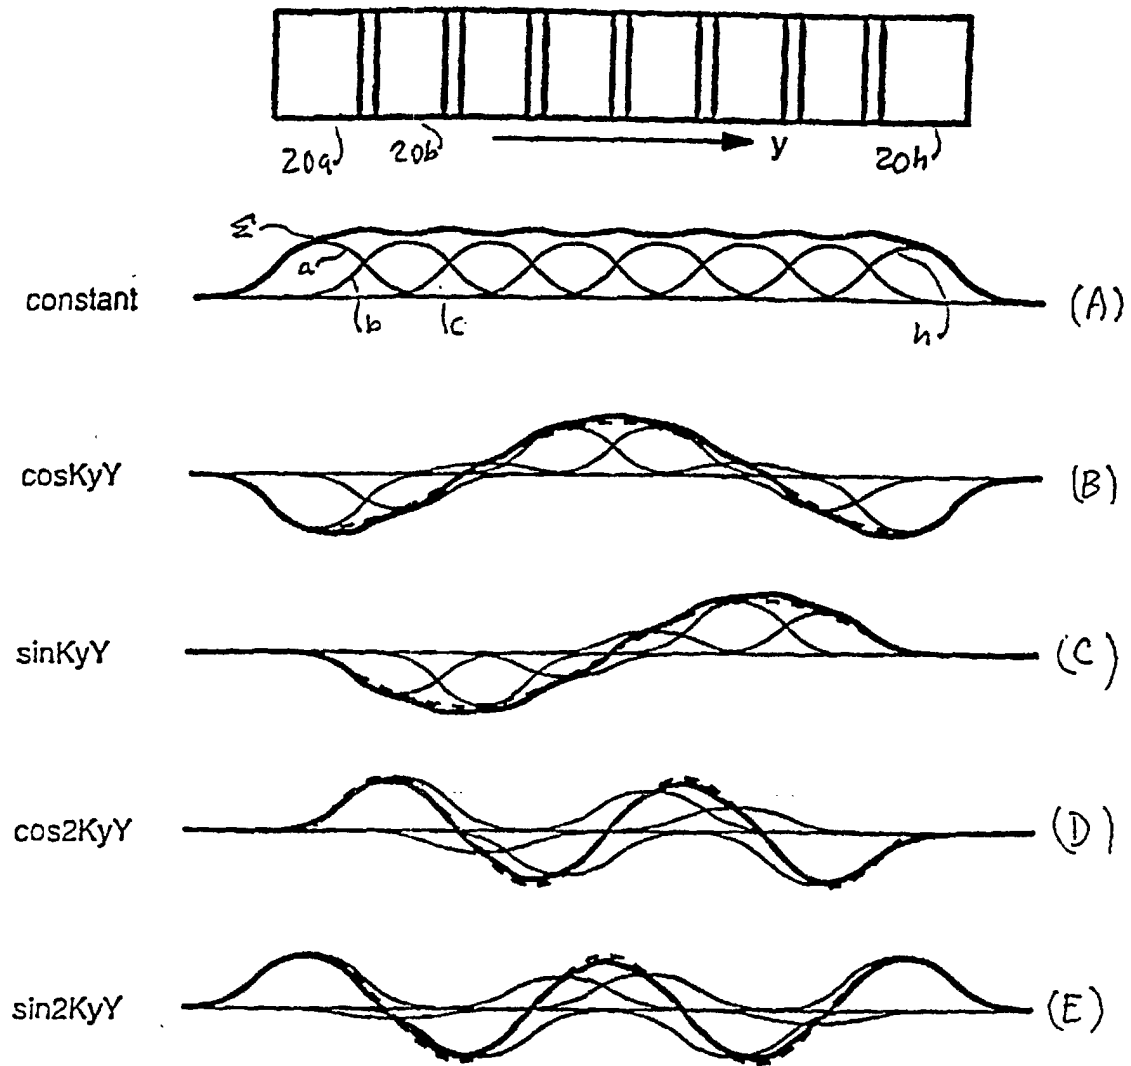 20a 20b y 20h
Σ
a
constant (A)
b c h
cosKyY (B)
sinKyY (C)
cos2KyY (D)
sin2KyY (E)